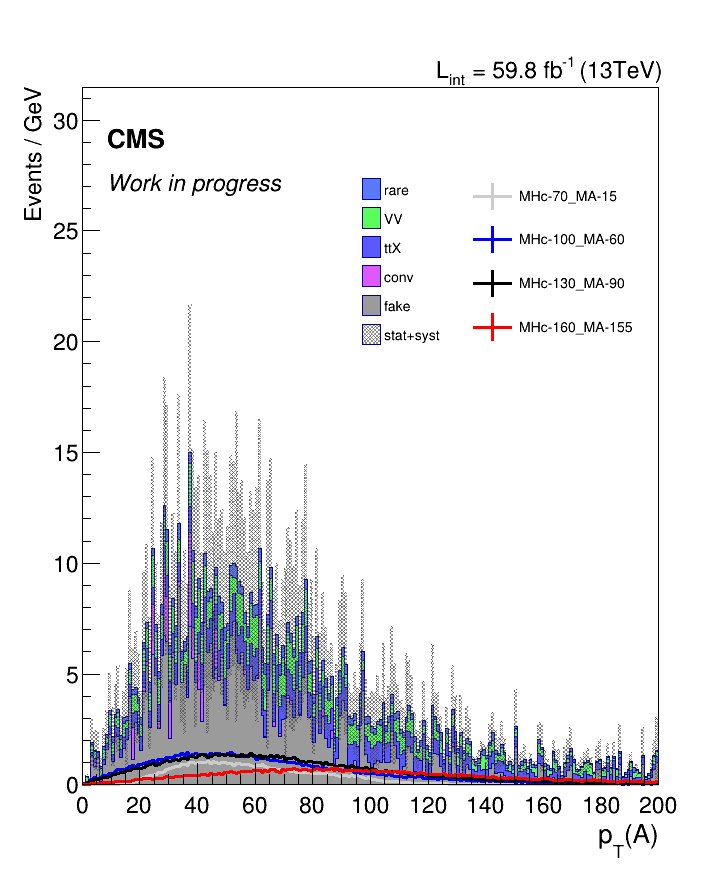 L_int = 59.8 fb^-1 (13TeV)
Events / GeV
CMS
Work in progress
rare
VV
ttX
conv
fake
stat+syst
MHc-70_MA-15
MHc-100_MA-60
MHc-130_MA-90
MHc-160_MA-155
30
25
20
15
10
5
0
0 20 40 60 80 100 120 140 160 180 200
p_T(A)